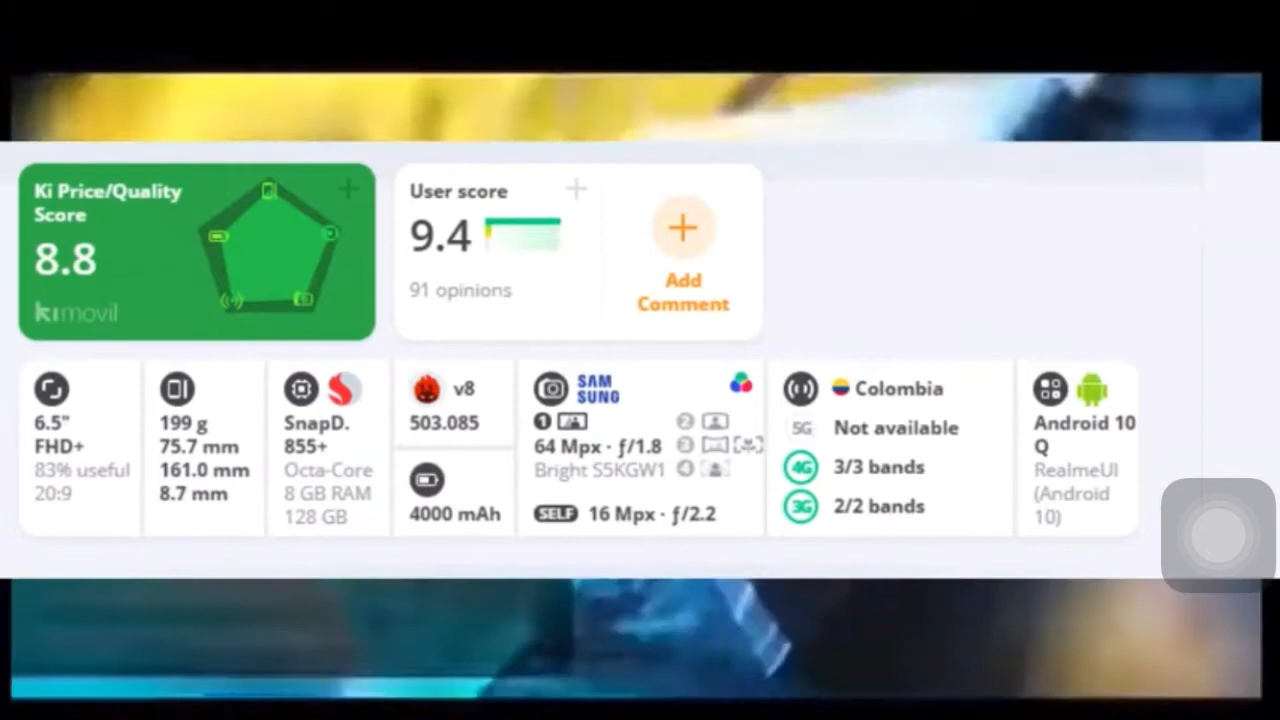 Ki Price/Quality
Score
8.8
kimovil
User score
9.4
91 opinions
Add
Comment
6.5"
FHD+
83% useful
20:9
199 g
75.7 mm
161.0 mm
8.7 mm
SnapD.
855+
Octa-Core
8 GB RAM
128 GB
v8
503.085
4000 mAh
SAM
SUNG
1
2
64 Mpx · ƒ/1.8
3
Bright S5KGW1
4
SELF 16 Mpx · ƒ/2.2
Colombia
5G Not available
4G 3/3 bands
3G 2/2 bands
Android 10
Q
RealmeUI
(Android
10)